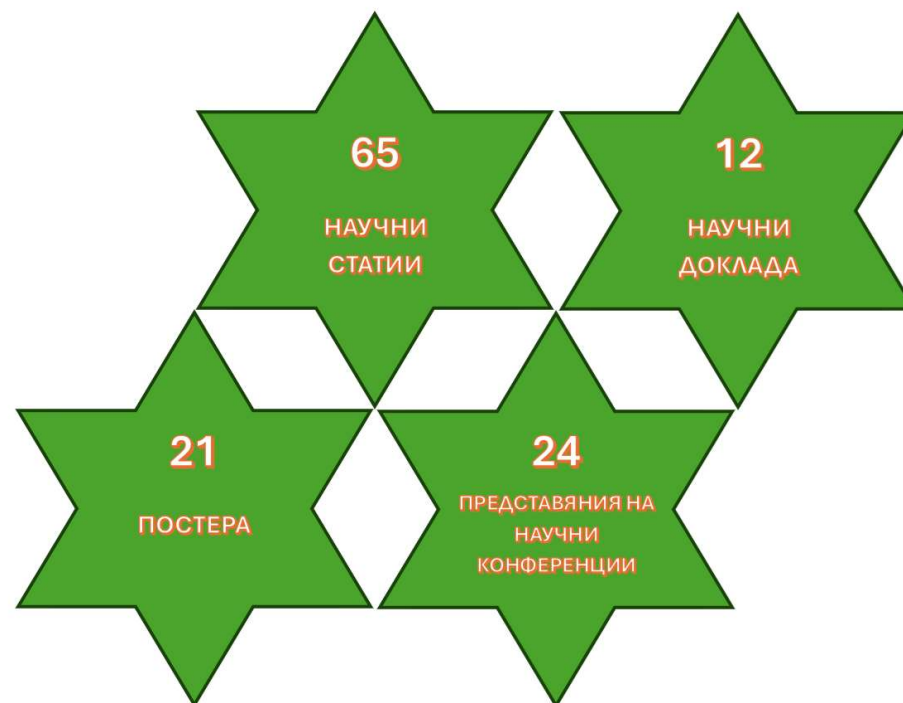 65
НАУЧНИ
СТАТИИ
12
НАУЧНИ
ДОКЛАДА
21
ПОСТЕРА
24
ПРЕДСТАВЯНИЯ НА
НАУЧНИ
КОНФЕРЕНЦИИ